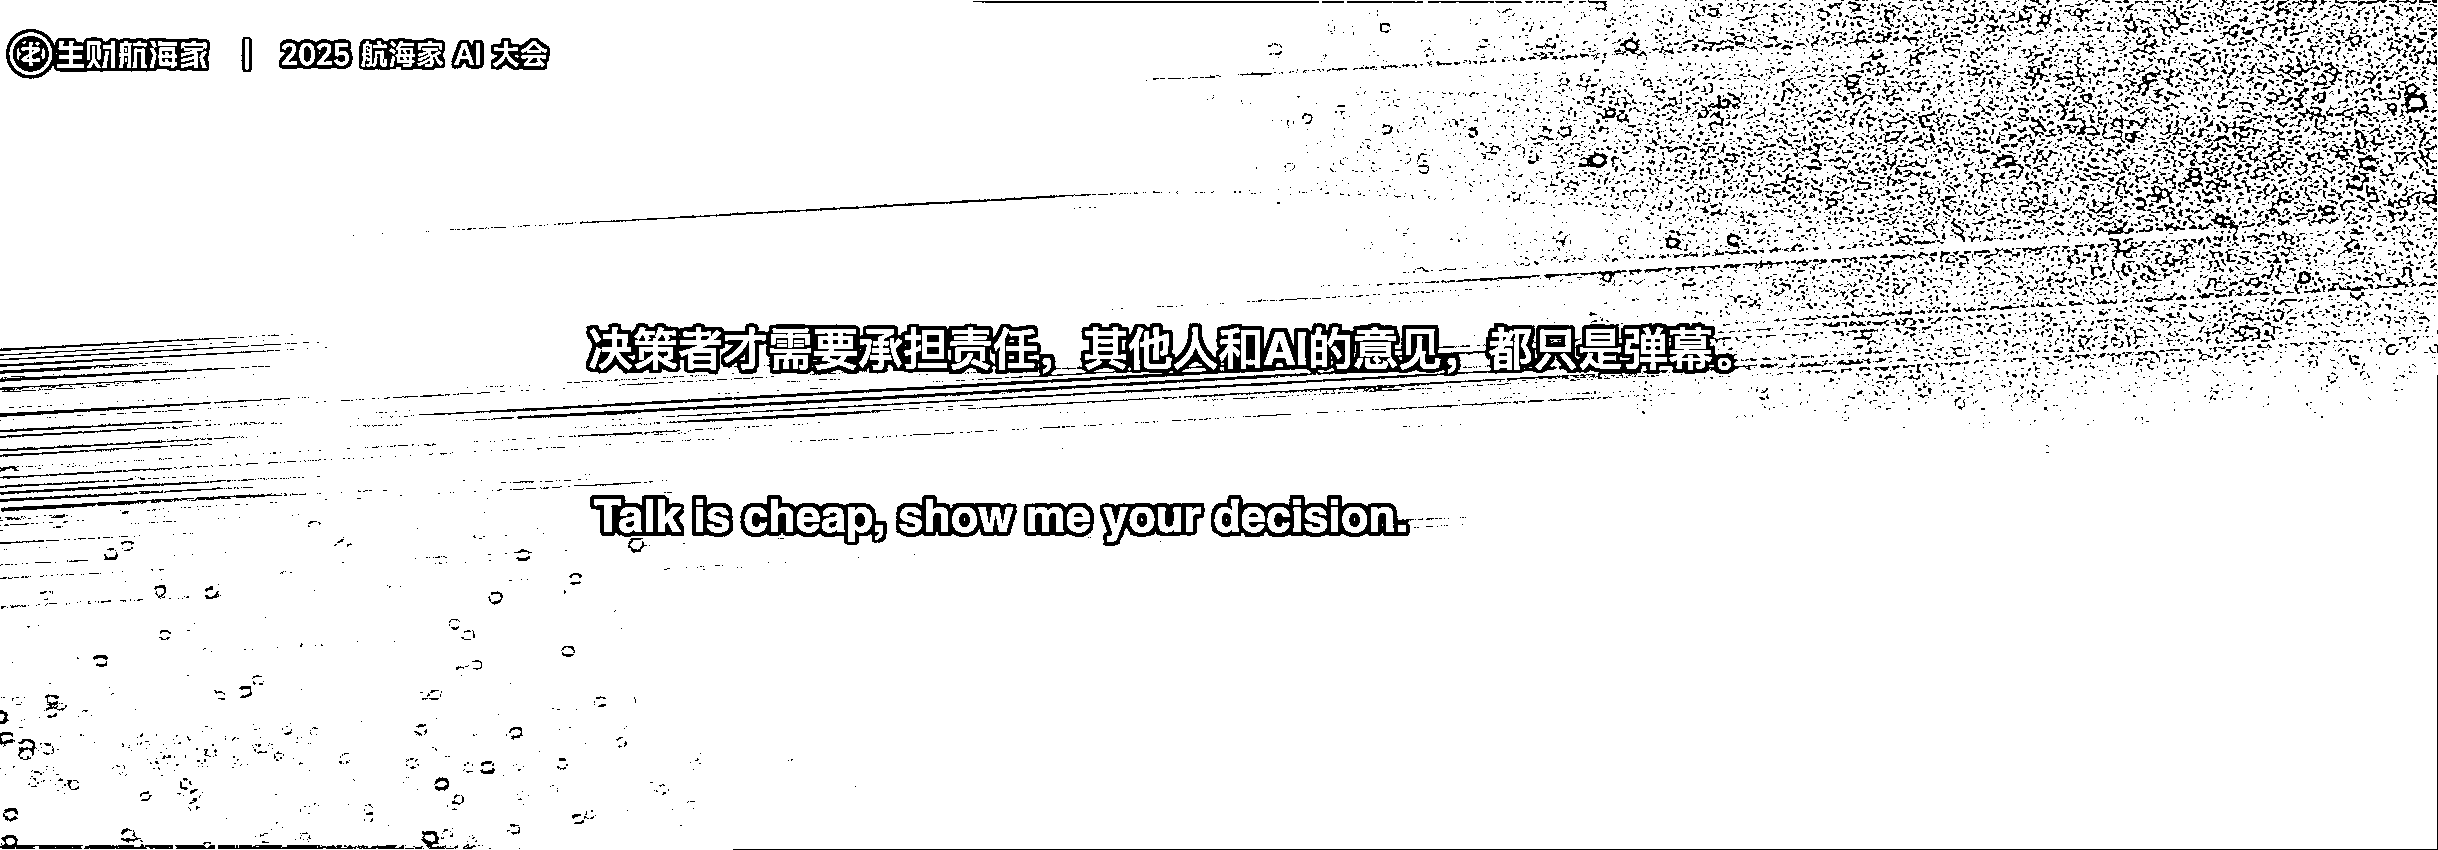 生财航海家 | 2025 航海家 AI 大会
决策者才需要承担责任，其他人和AI的意见，都只是弹幕。
Talk is cheap, show me your decision.